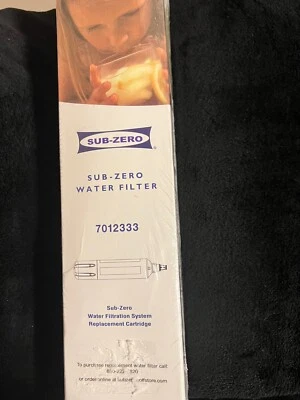 SUB-ZERO
SUB-ZERO
WATER FILTER
7012333
Sub-Zero
Water Filtration System
Replacement Cartridge
To purchase replacement water filter call
or order online at